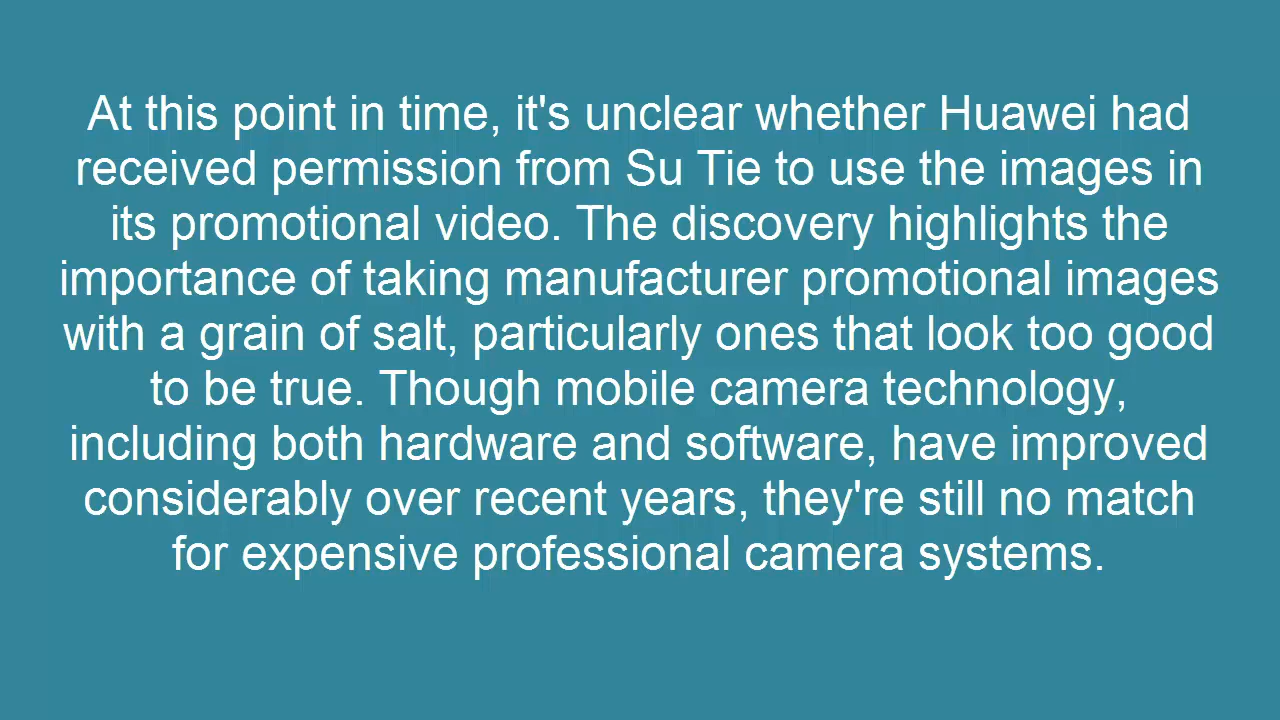 At this point in time, it's unclear whether Huawei had
received permission from Su Tie to use the images in
its promotional video. The discovery highlights the
importance of taking manufacturer promotional images
with a grain of salt, particularly ones that look too good
to be true. Though mobile camera technology,
including both hardware and software, have improved
considerably over recent years, they're still no match
for expensive professional camera systems.